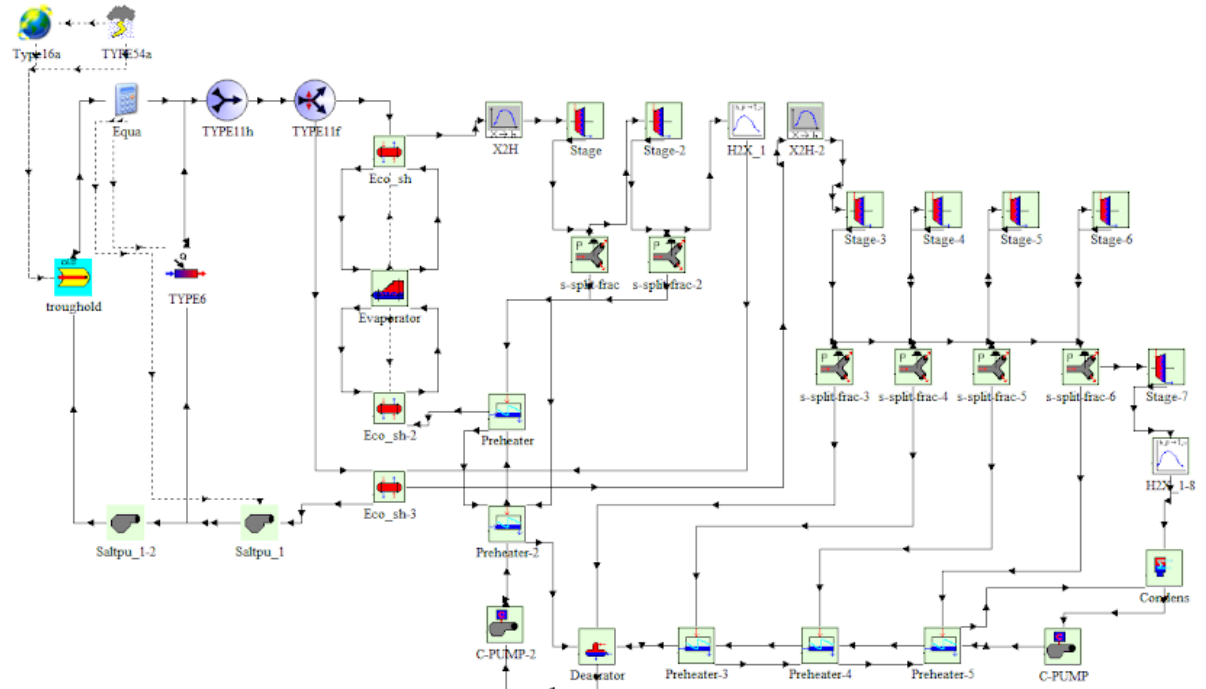 Type16a
TYPE54a
Equa
TYPE11h
TYPE11f
X2H
Stage
Stage-2
H2X_1
X2H-2
Eco_sh
Stage-3
Stage-4
Stage-5
Stage-6
s-split-frac
s-split-frac-2
troughold
TYPE6
Evaporator
s-split-frac-3
s-split-frac-4
s-split-frac-5
s-split-frac-6
Stage-7
Eco_sh-2
Preheater
H2X_1-8
Eco_sh-3
Saltpu_1-2
Saltpu_1
Preheater-2
Condens
C-PUMP-2
Deaerator
Preheater-3
Preheater-4
Preheater-5
C-PUMP